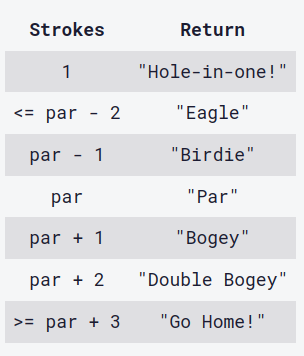 Strokes Return
1 "Hole-in-one!"
<= par - 2 "Eagle"
par - 1 "Birdie"
par "Par"
par + 1 "Bogey"
par + 2 "Double Bogey"
>= par + 3 "Go Home!"